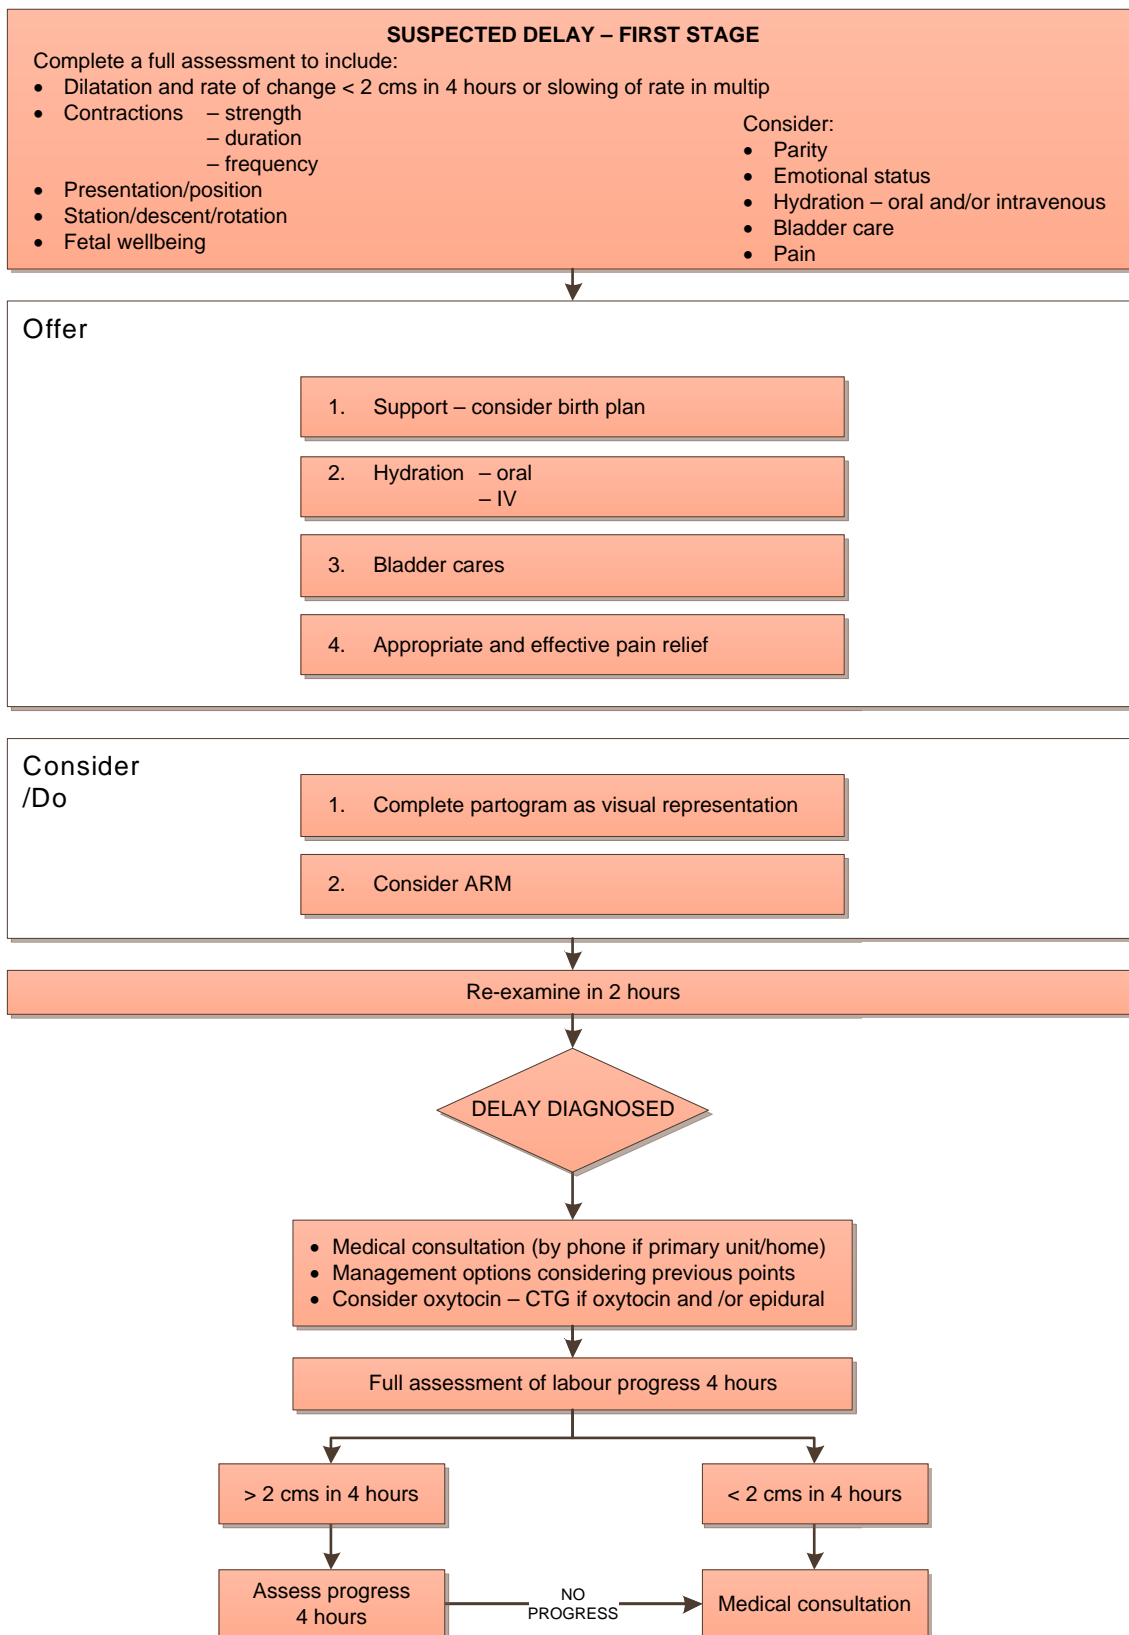 SUSPECTED DELAY – FIRST STAGE
Complete a full assessment to include:
• Dilatation and rate of change < 2 cms in 4 hours or slowing of rate in multip
• Contractions – strength
– duration
– frequency
• Presentation/position
• Station/descent/rotation
• Fetal wellbeing
Consider:
• Parity
• Emotional status
• Hydration – oral and/or intravenous
• Bladder care
• Pain
Offer
1. Support – consider birth plan
2. Hydration – oral
– IV
3. Bladder cares
4. Appropriate and effective pain relief
Consider
/Do
1. Complete partogram as visual representation
2. Consider ARM
Re-examine in 2 hours
DELAY DIAGNOSED
• Medical consultation (by phone if primary unit/home)
• Management options considering previous points
• Consider oxytocin – CTG if oxytocin and /or epidural
Full assessment of labour progress 4 hours
> 2 cms in 4 hours
< 2 cms in 4 hours
Assess progress
4 hours
NO
PROGRESS
Medical consultation